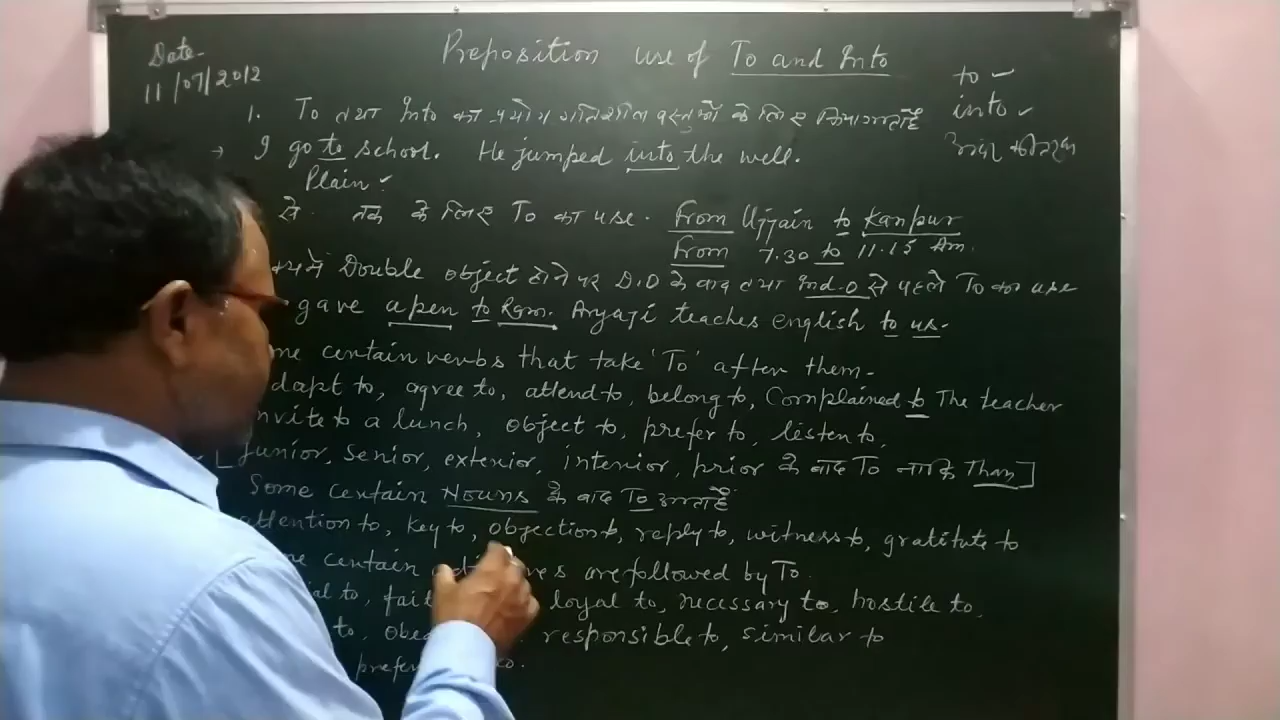 Date-
11/07/2012
Preposition use of To and Into
to ✓
into ✓
1. To तथा Into का प्रयोग गतिशील वस्तुओं के लिए किया जाता है
→ I go to school. He jumped into the well.
Plain ✓
से तक के लिए To का use. From Ujjain to Kanpur
From 7.30 to 11.15 Am.
Double object होने पर D.O के बाद तथा Ind.O से पहले To का use
gave a pen to Ram. Aryaji teaches english to us.
certain verbs that take 'To' after them-
to, agree to, attend to, belong to, Complained to The teacher
to a lunch, object to, prefer to, listen to,
[Junior, Senior, exterior, interior, prior के बाद To ना कि Than]
Some Certain Nouns के बाद To आता है
attention to, Key to, objection to, reply to, witness to, gratitute to
certain are followed by To.
to, loyal to, necessary to, hostile to,
to, responsible to, similar to